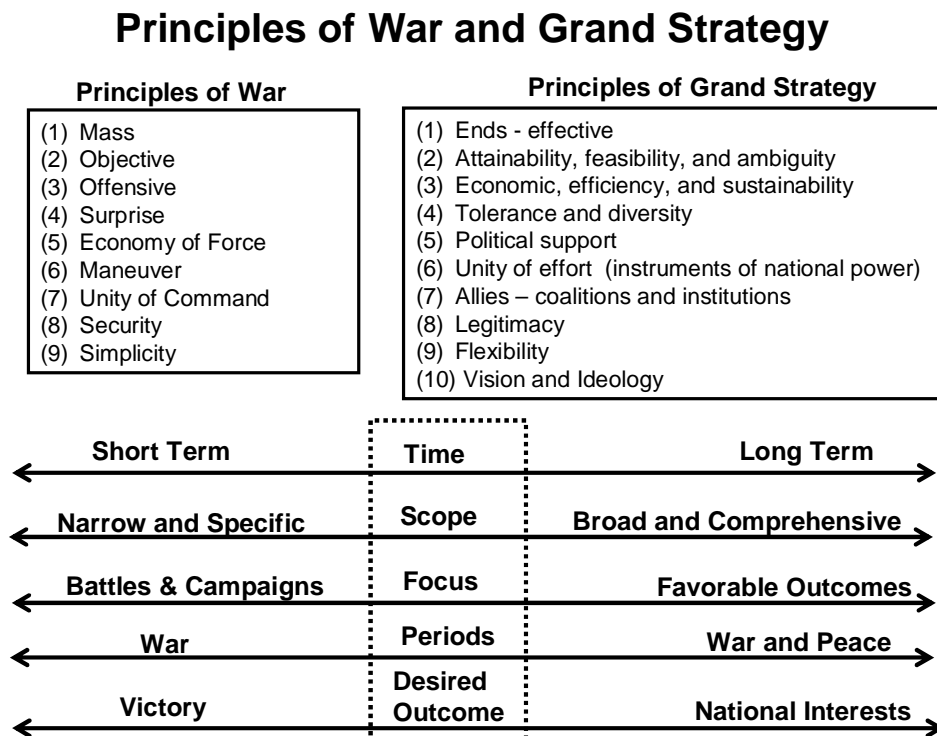 Principles of War and Grand Strategy
Principles of War
(1) Mass
(2) Objective
(3) Offensive
(4) Surprise
(5) Economy of Force
(6) Maneuver
(7) Unity of Command
(8) Security
(9) Simplicity
Principles of Grand Strategy
(1) Ends - effective
(2) Attainability, feasibility, and ambiguity
(3) Economic, efficiency, and sustainability
(4) Tolerance and diversity
(5) Political support
(6) Unity of effort (instruments of national power)
(7) Allies – coalitions and institutions
(8) Legitimacy
(9) Flexibility
(10) Vision and Ideology
Short Term Time Long Term
Narrow and Specific Scope Broad and Comprehensive
Battles & Campaigns Focus Favorable Outcomes
War Periods War and Peace
Victory Desired Outcome National Interests